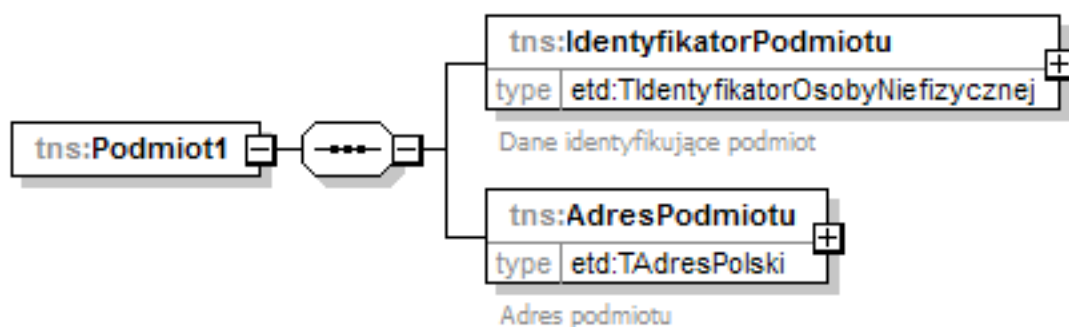 tns:IdentyfikatorPodmiotu
type etd:TIdentyfikatorOsobyNiefizycznej
Dane identyfikujące podmiot
tns:Podmiot1
tns:AdresPodmiotu
type etd:TAdresPolski
Adres podmiotu